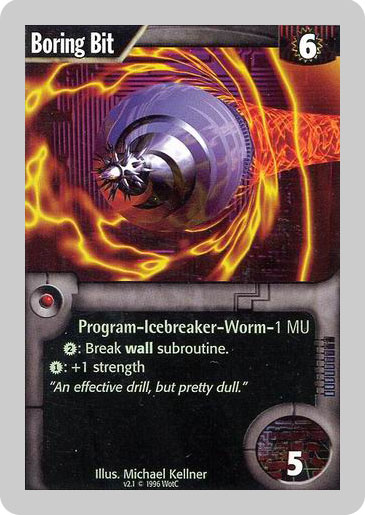 Boring Bit
6
Program-Icebreaker-Worm-1 MU
2: Break wall subroutine.
1: +1 strength
"An effective drill, but pretty dull."
5
Illus. Michael Kellner
v2.1 © 1996 WotC